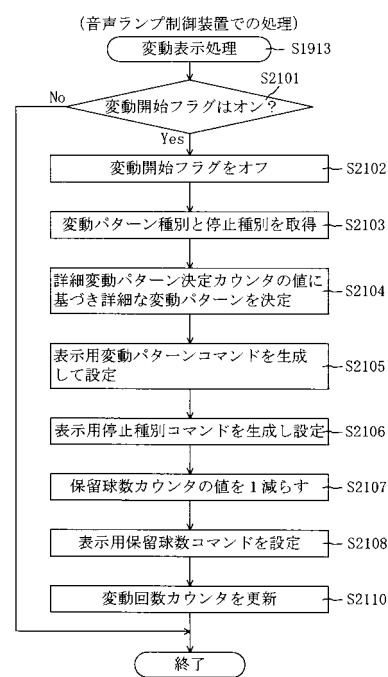 (音声ランプ制御装置での処理)
変動表示処理
S1913
S2101
No
変動開始フラグはオン?
Yes
変動開始フラグをオフ
S2102
変動パターン種別と停止種別を取得
S2103
詳細変動パターン決定カウンタの値に
基づき詳細な変動パターンを決定
S2104
表示用変動パターンコマンドを生成
して設定
S2105
表示用停止種別コマンドを生成し設定
S2106
保留球数カウンタの値を1減らす
S2107
表示用保留球数コマンドを設定
S2108
変動回数カウンタを更新
S2110
終了